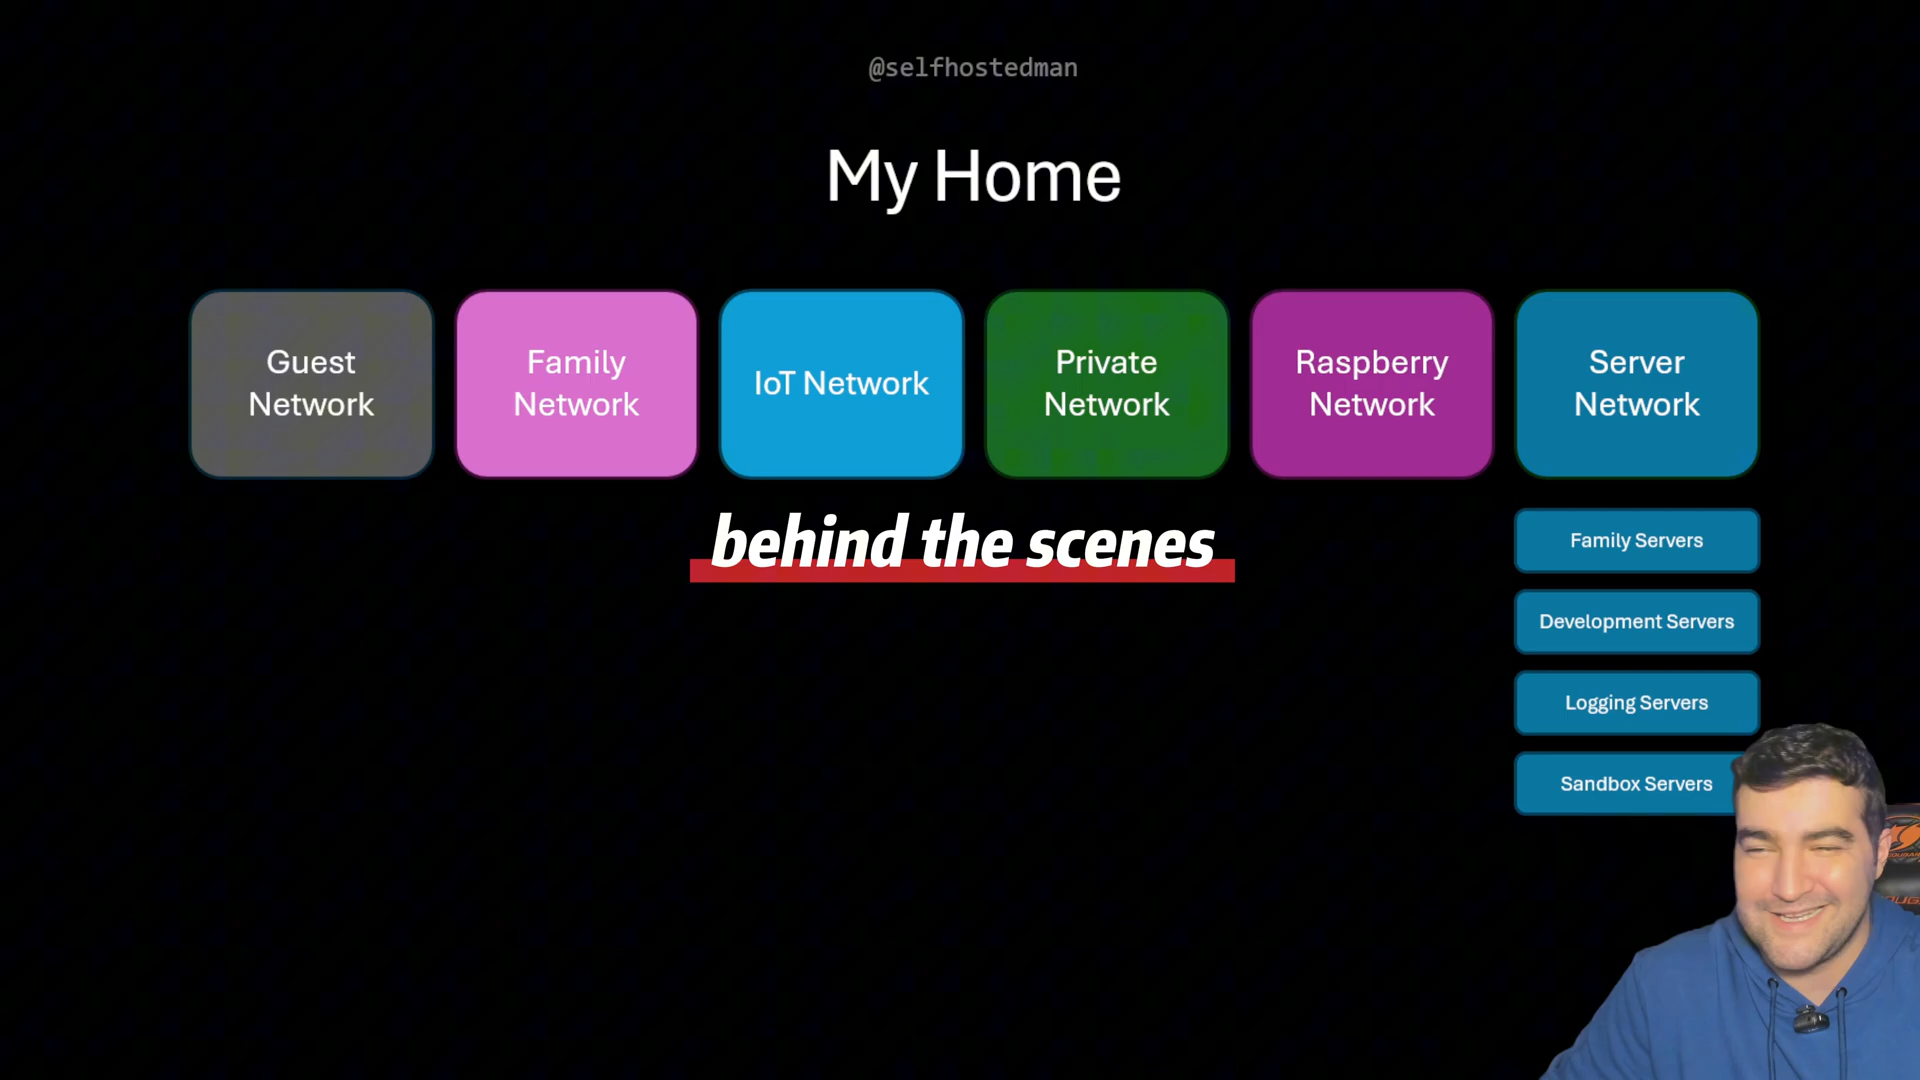 @selfhostedman
My Home
Guest
Network
Family
Network
IoT Network
Private
Network
Raspberry
Network
Server
Network
behind the scenes
Family Servers
Development Servers
Logging Servers
Sandbox Servers